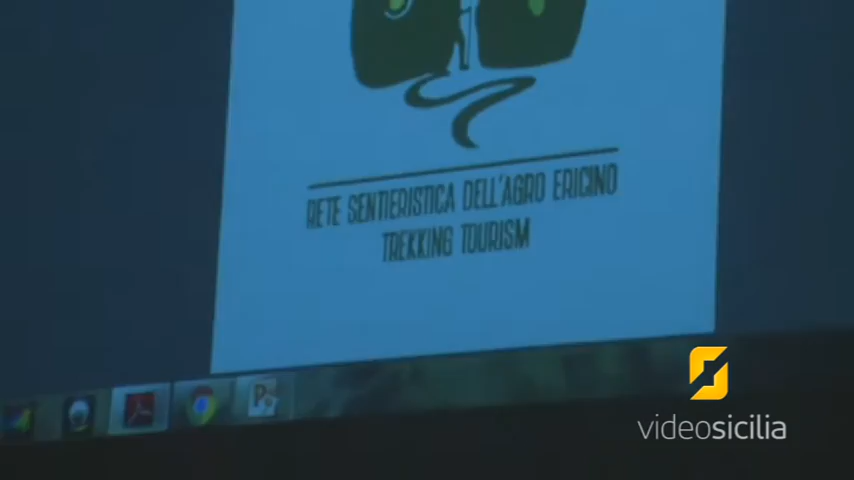 RETE SENTIERISTICA DELL'AGRO ERICINO
TREKKING TOURISM
videosicilia